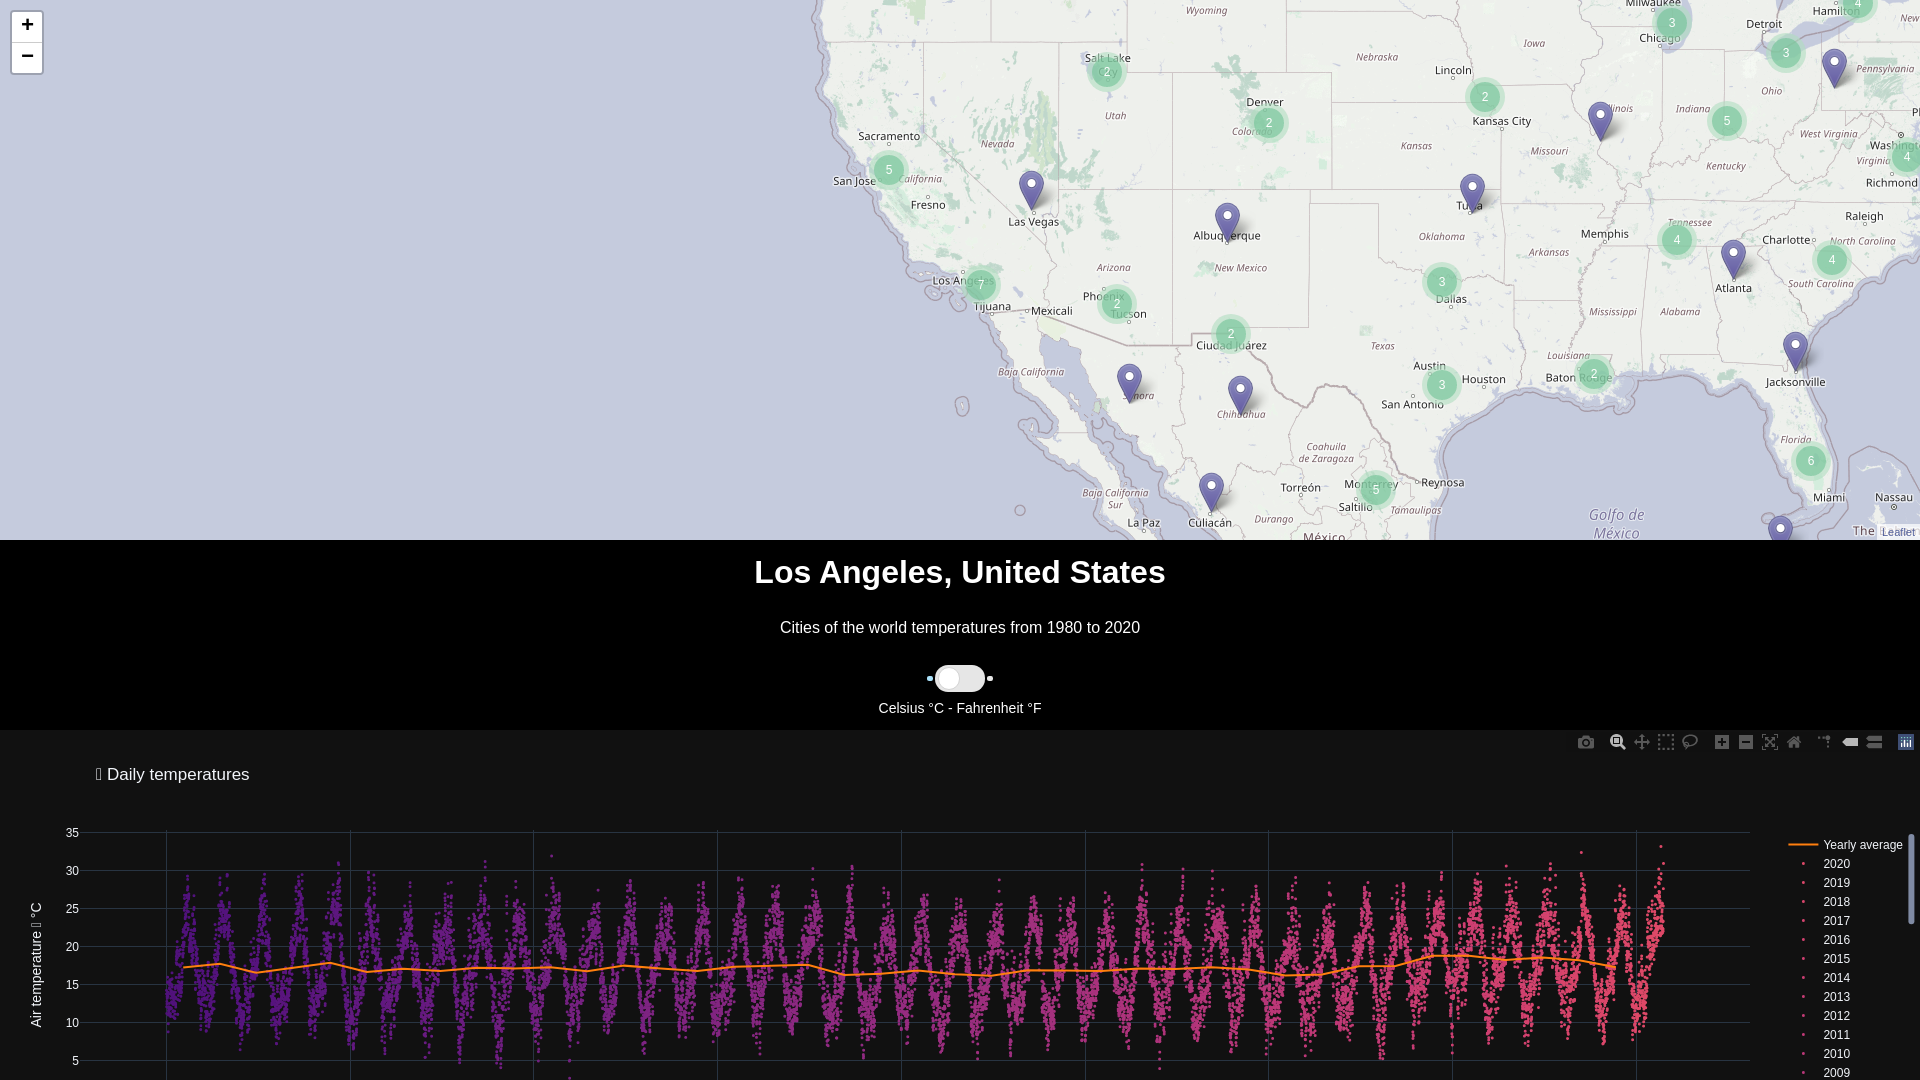 +
−
Wyoming
Milwaukee
4
Hamilton
3
Detroit
New
Chicago
Iowa
3
Salt Lake
City
2
Nebraska
Lincoln
Pennsylvania
Ohio
2
Denver
Illinois
Indiana
Utah
2
Colorado
Kansas City
5
West Virginia
Sacramento
Nevada
Kansas
Missouri
Washington
4
Virginia
5
Kentucky
San Jose
California
Richmond
Fresno
Tulsa
Las Vegas
Raleigh
Tennessee
Albuquerque
Oklahoma
Memphis
4
Charlotte
North Carolina
Arkansas
4
Arizona
New Mexico
Los Angeles
7
3
South Carolina
Phoenix
2
Dallas
Atlanta
Tijuana
Mexicali
Tucson
Mississippi
Alabama
2
Ciudad Juárez
Texas
Louisiana
Baja California
Austin
Houston
Baton Rouge
2
Jacksonville
3
Sonora
San Antonio
Chihuahua
Coahuila
de Zaragoza
Florida
6
Torreón
Monterrey
5
Reynosa
Baja California
Sur
Saltillo
Tamaulipas
Miami
Nassau
La Paz
Culiacán
Durango
Golfo de
México
México
The
Leaflet
Los Angeles, United States
Cities of the world temperatures from 1980 to 2020
Celsius °C - Fahrenheit °F
Daily temperatures
Air temperature °C
35
30
25
20
15
10
5
Yearly average
2020
2019
2018
2017
2016
2015
2014
2013
2012
2011
2010
2009